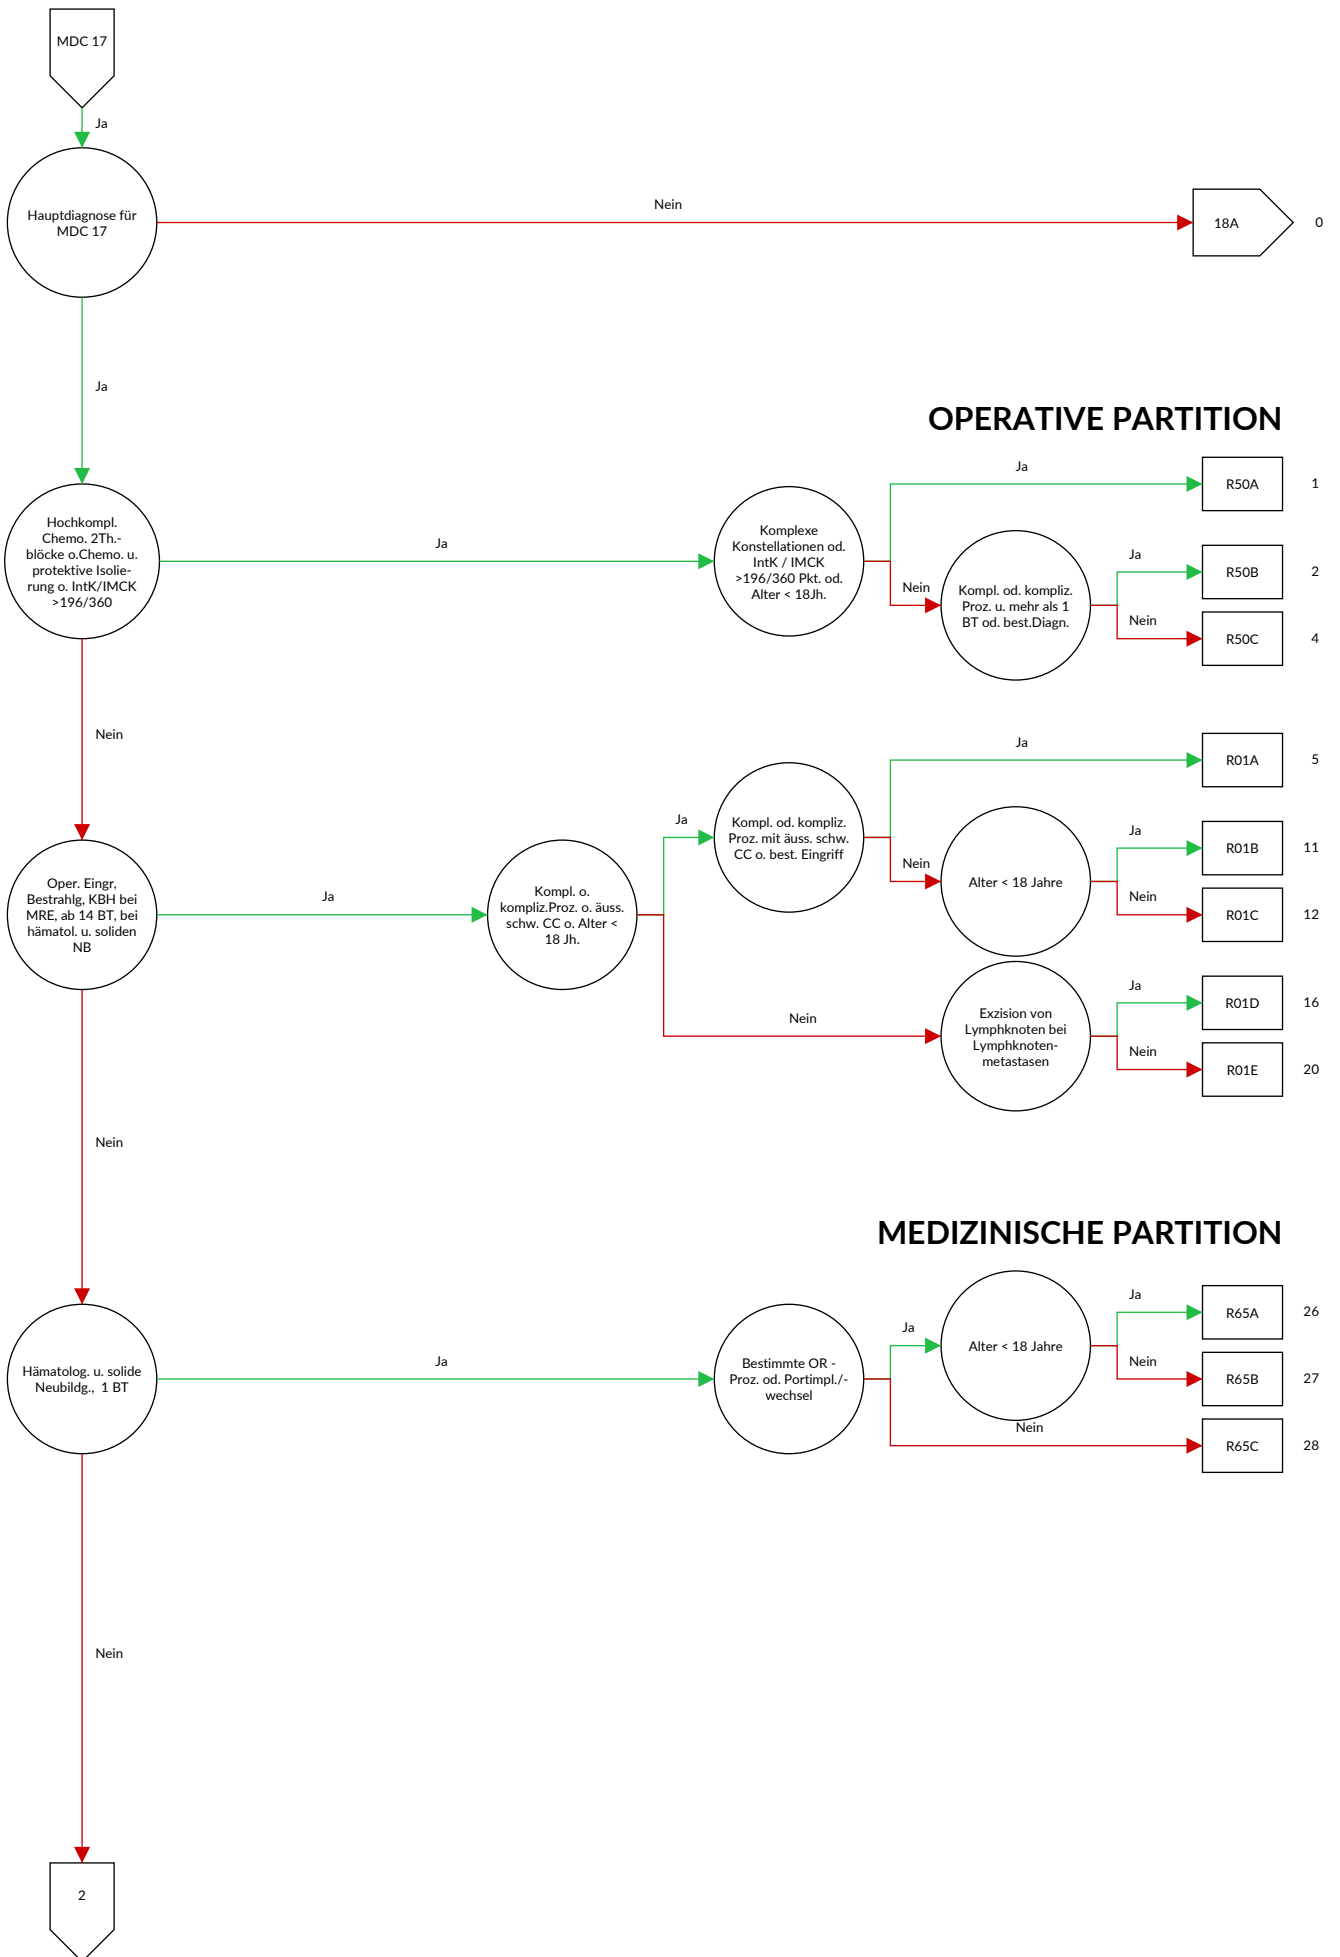 MDC 17
Ja
Hauptdiagnose für
MDC 17
Nein
18A
0
Ja
OPERATIVE PARTITION
Hochkompl.
Chemo. 2Th.-
blöcke o.Chemo. u.
protektive Isolie-
rung o. IntK/IMCK
>196/360
Ja
Komplexe
Konstellationen od.
IntK / IMCK
>196/360 Pkt. od.
Alter < 18Jh.
Ja
R50A
1
Nein
Kompl. od. kompliz.
Proz. u. mehr als 1
BT od. best.Diagn.
Ja
R50B
2
Nein
R50C
4
Nein
Oper. Eingr,
Bestrahlg, KBH bei
MRE, ab 14 BT, bei
hämatol. u. soliden
NB
Ja
Kompl. o.
kompliz.Proz. o. äuss.
schw. CC o. Alter <
18 Jh.
Ja
Kompl. od. kompliz.
Proz. mit äuss. schw.
CC o. best. Eingriff
Ja
R01A
5
Nein
Alter < 18 Jahre
Ja
R01B
11
Nein
R01C
12
Nein
Exzision von
Lymphknoten bei
Lymphknoten-
metastasen
Ja
R01D
16
Nein
R01E
20
Nein
MEDIZINISCHE PARTITION
Hämatolog. u. solide
Neubildg., 1 BT
Ja
Bestimmte OR -
Proz. od. Portimpl./-
wechsel
Ja
Alter < 18 Jahre
Ja
R65A
26
Nein
R65B
27
Nein
R65C
28
Nein
2